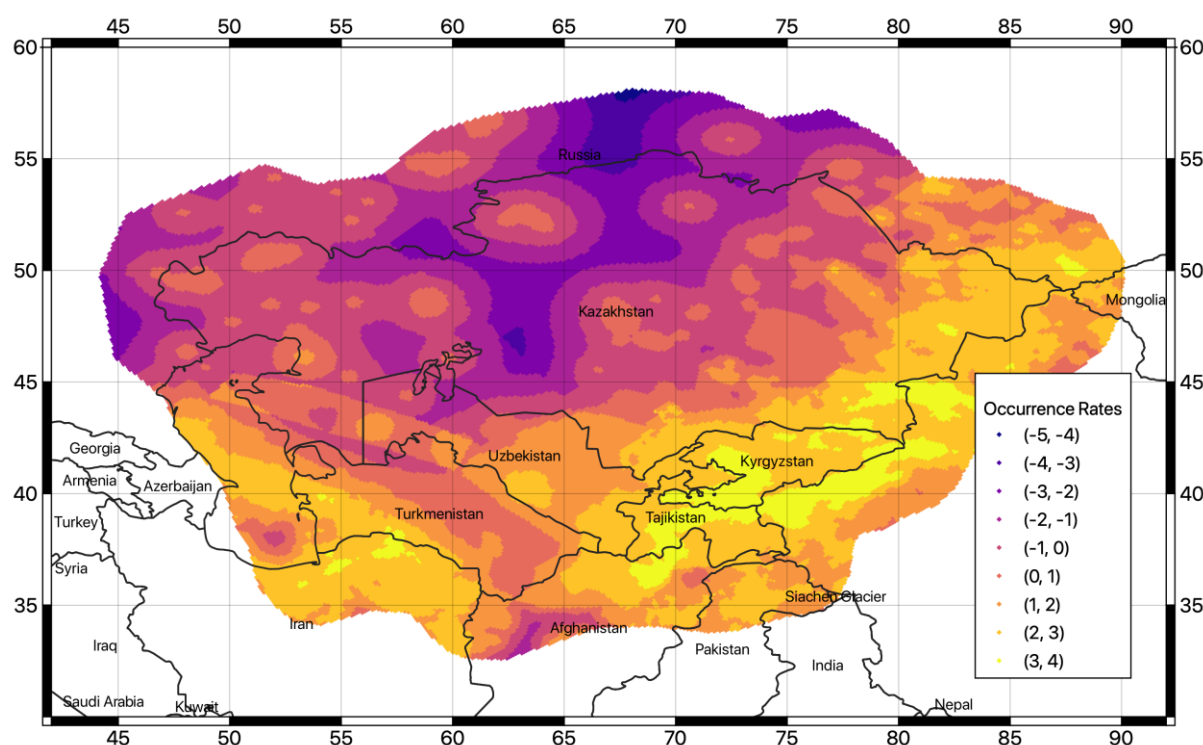 45 50 55 60 65 70 75 80 85 90
60 60
55 55
Russia
50 50
Mongolia
Kazakhstan
45 45
Occurrence Rates
(-5, -4)
(-4, -3)
(-3, -2)
(-2, -1)
(-1, 0)
(0, 1)
(1, 2)
(2, 3)
(3, 4)
Georgia
Uzbekistan
Kyrgyzstan
Armenia
Azerbaijan
40 40
Turkey
Turkmenistan
Tajikistan
Syria
35 35
Siachen Glacier
Iran
Afghanistan
Iraq
Pakistan
India
Saudi Arabia
Kuwait
Nepal
45 50 55 60 65 70 75 80 85 90